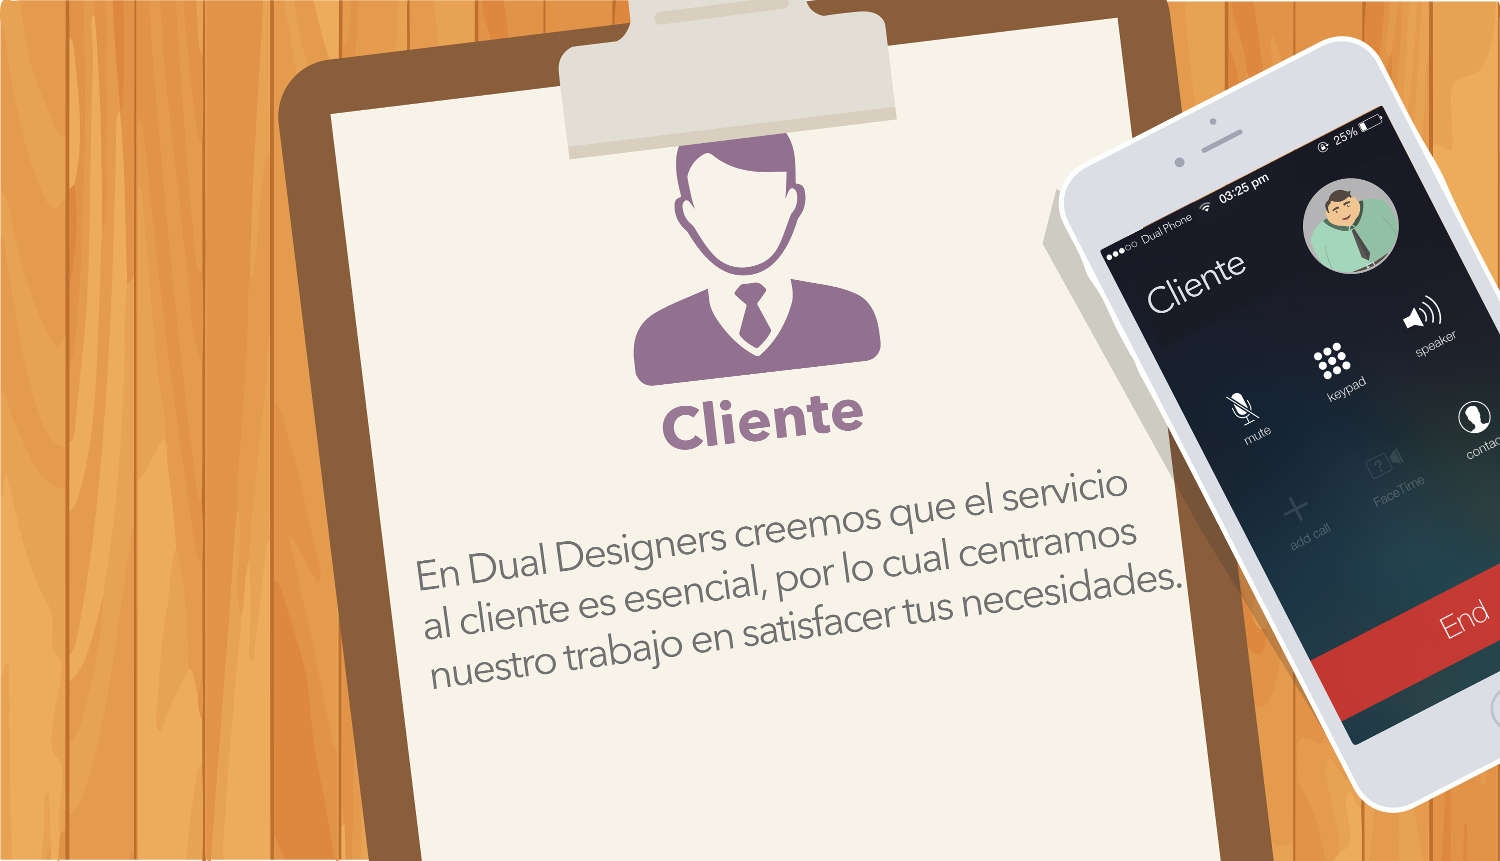 Cliente
En Dual Designers creemos que el servicio
al cliente es esencial, por lo cual centramos
nuestro trabajo en satisfacer tus necesidades.
Dual Phone 03:25 pm 25%
Cliente
mute keypad speaker
add call FaceTime
End